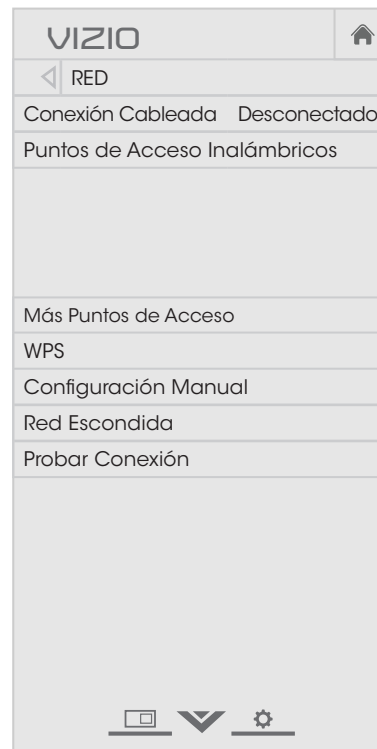 VIZIO
RED
Conexión Cableada Desconectado
Puntos de Acceso Inalámbricos
Más Puntos de Acceso
WPS
Configuración Manual
Red Escondida
Probar Conexión